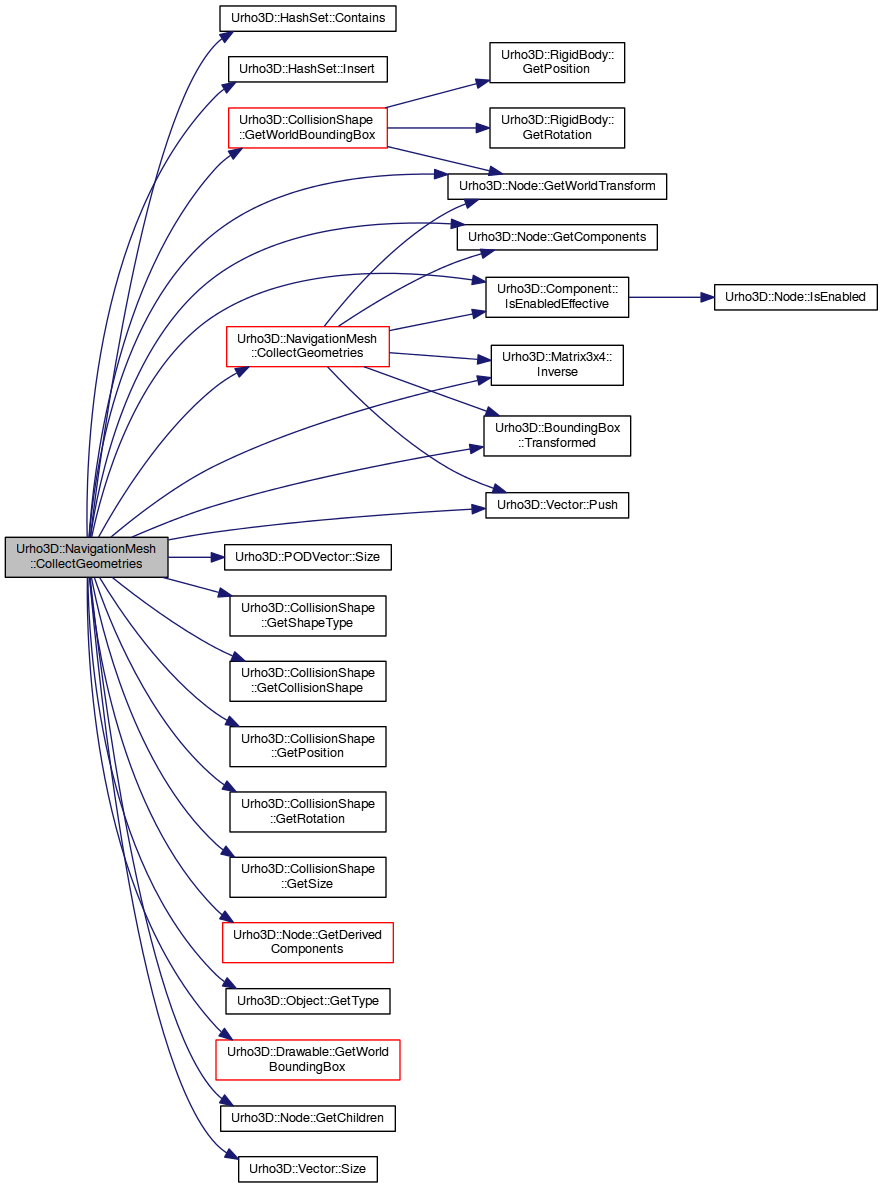 Urho3D::HashSet::Contains
Urho3D::HashSet::Insert
Urho3D::RigidBody::
GetPosition
Urho3D::CollisionShape
::GetWorldBoundingBox
Urho3D::RigidBody::
GetRotation
Urho3D::Node::GetWorldTransform
Urho3D::Node::GetComponents
Urho3D::Component::
IsEnabledEffective
Urho3D::Node::IsEnabled
Urho3D::NavigationMesh
::CollectGeometries
Urho3D::Matrix3x4::
Inverse
Urho3D::BoundingBox
::Transformed
Urho3D::Vector::Push
Urho3D::NavigationMesh
::CollectGeometries
Urho3D::PODVector::Size
Urho3D::CollisionShape
::GetShapeType
Urho3D::CollisionShape
::GetCollisionShape
Urho3D::CollisionShape
::GetPosition
Urho3D::CollisionShape
::GetRotation
Urho3D::CollisionShape
::GetSize
Urho3D::Node::GetDerived
Components
Urho3D::Object::GetType
Urho3D::Drawable::GetWorld
BoundingBox
Urho3D::Node::GetChildren
Urho3D::Vector::Size